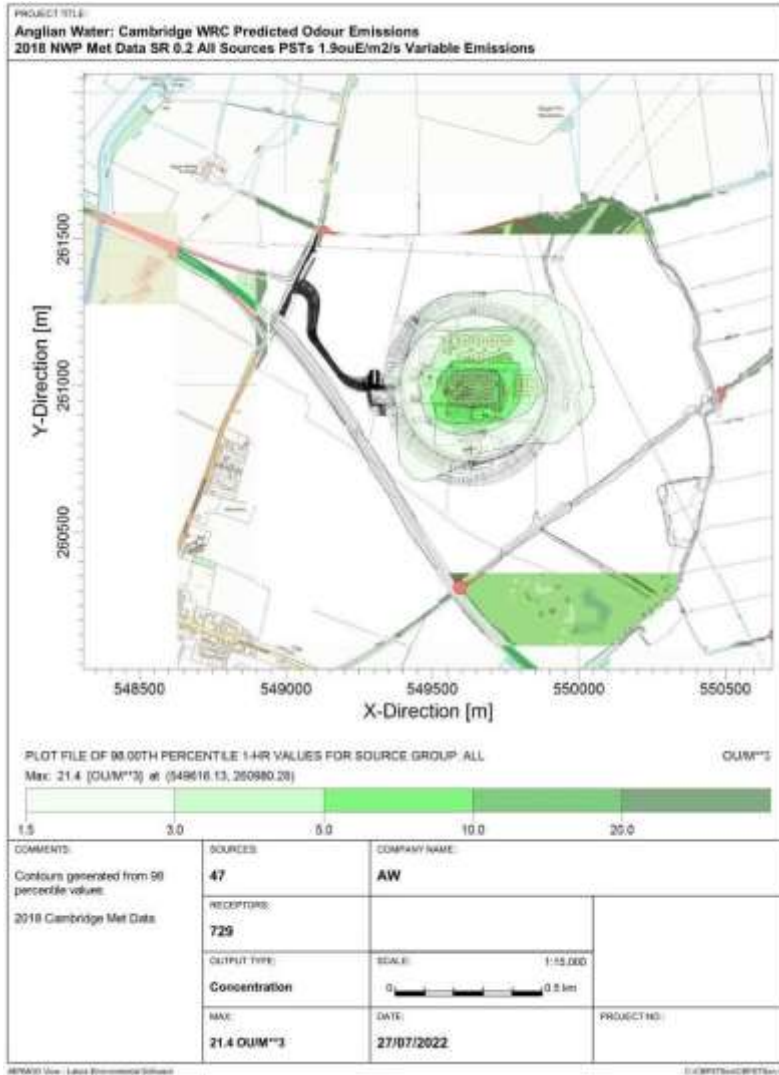 PROJECT TITLE:
Anglian Water: Cambridge WRC Predicted Odour Emissions
2018 NWP Met Data SR 0.2 All Sources PSTs 1.9ouE/m2/s Variable Emissions
Y-Direction [m]
261500
261000
260500
548500 549000 549500 550000 550500
X-Direction [m]
PLOT FILE OF 98.00TH PERCENTILE 1-HR VALUES FOR SOURCE GROUP: ALL
OU/M**3
Max: 21.4 [OU/M**3] at (549616.13, 260980.28)
1.5 3.0 5.0 10.0 20.0
COMMENTS:
Contours generated from 98
percentile values
2018 Cambridge Met Data
SOURCES:
47
COMPANY NAME:
AW
RECEPTORS:
729
OUTPUT TYPE:
Concentration
SCALE: 1:15,000
0 0.5 km
MAX:
21.4 OU/M**3
DATE:
27/07/2022
PROJECT NO.:
AERMOD View - Lakes Environmental Software